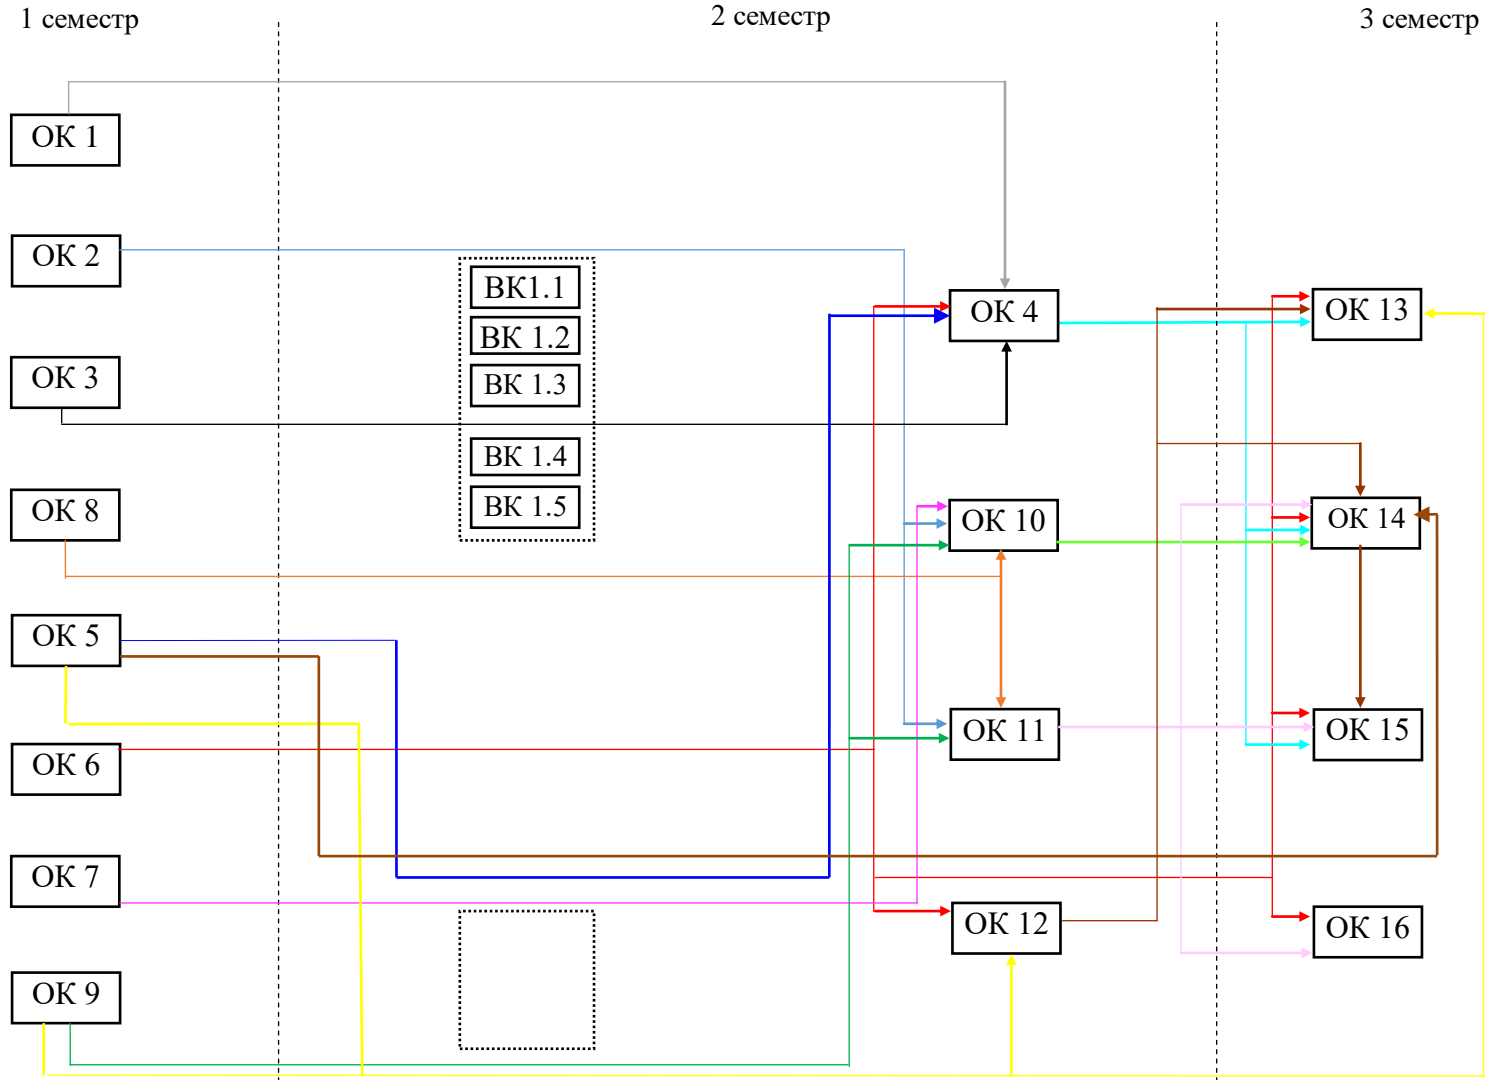 1 семестр
2 семестр
3 семестр
ОК 1
ОК 2
ОК 3
ОК 8
ОК 5
ОК 6
ОК 7
ОК 9
ВК1.1
ВК 1.2
ВК 1.3
ВК 1.4
ВК 1.5
ОК 4
ОК 10
ОК 11
ОК 12
ОК 13
ОК 14
ОК 15
ОК 16